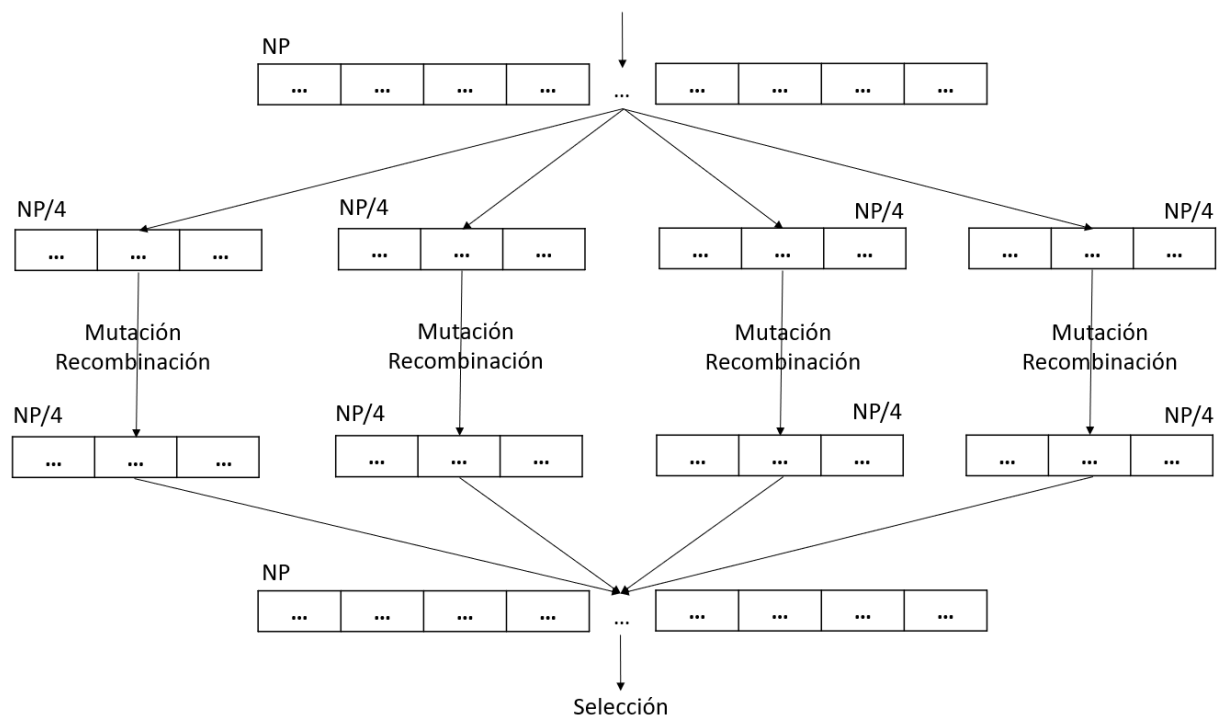 NP
... ... ... ... ... ... ... ... ...
NP/4 NP/4 NP/4 NP/4
... ... ... ... ... ... ... ... ... ... ... ...
Mutación Mutación Mutación Mutación
Recombinación Recombinación Recombinación Recombinación
NP/4 NP/4 NP/4 NP/4
... ... ... ... ... ... ... ... ... ... ... ...
NP
... ... ... ... ... ... ... ... ...
Selección